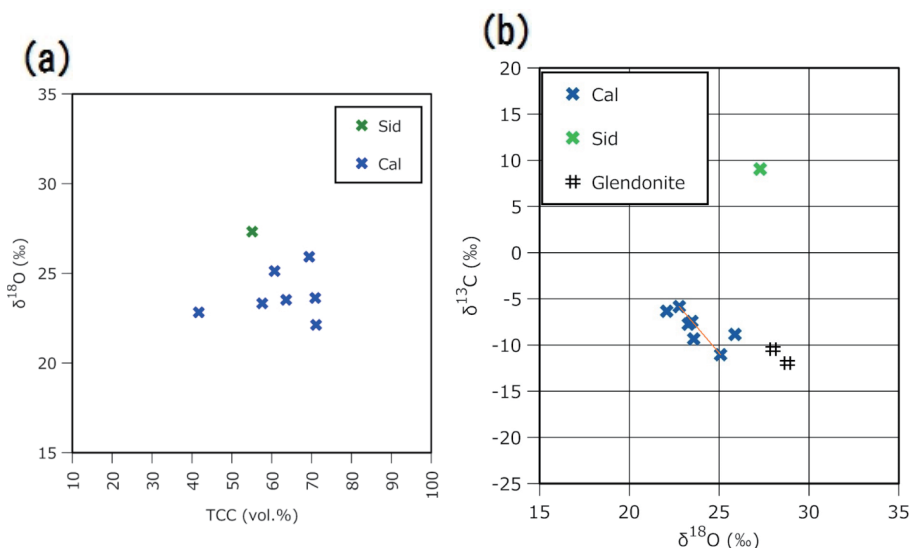 (a)
35
30
25
20
15
δ¹⁸O (‰)
Sid
Cal
10 20 30 40 50 60 70 80 90 100
TCC (vol.%)
(b)
20
15
10
5
0
-5
-10
-15
-20
-25
δ¹³C (‰)
Cal
Sid
Glendonite
15 20 25 30 35
δ¹⁸O (‰)